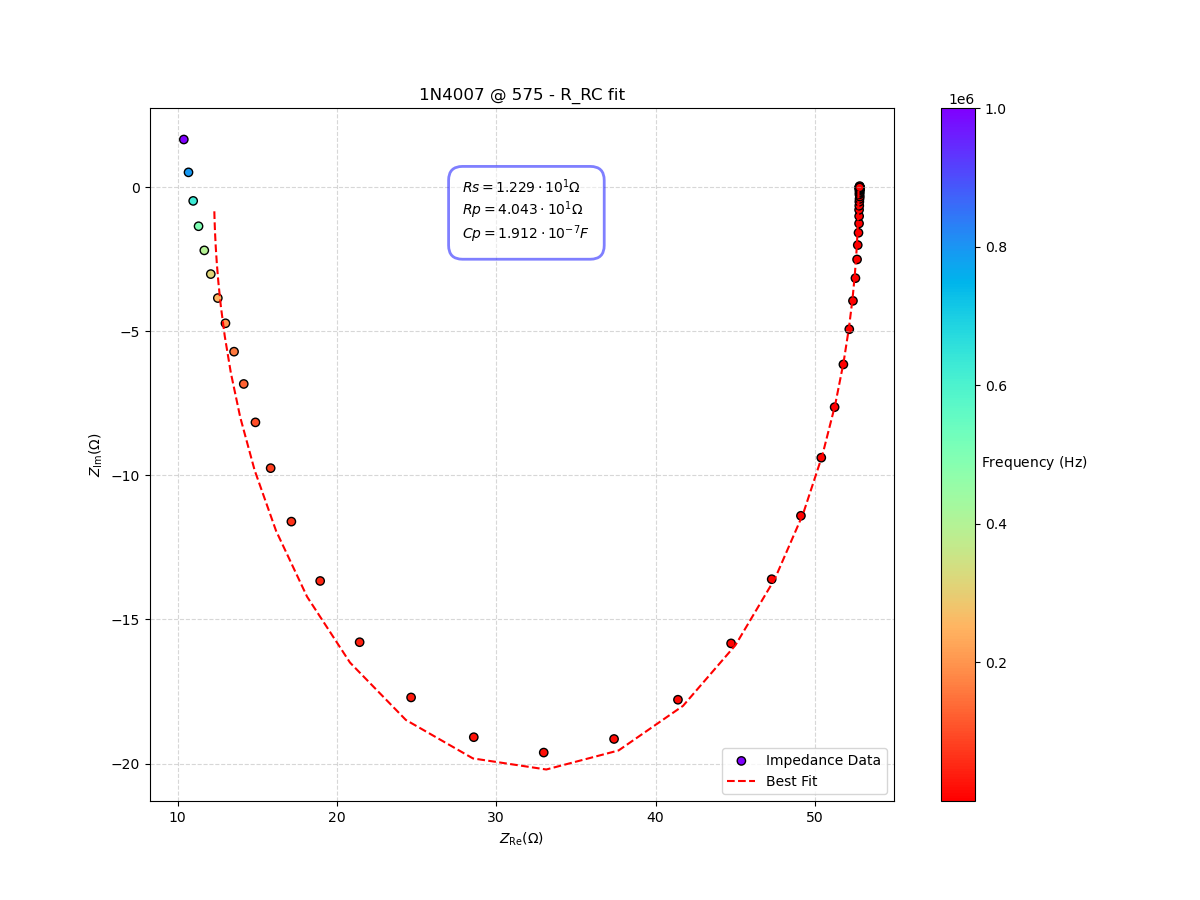 1N4007 @ 575 - R_RC fit
1e6
1.0
0.8
0.6
0.4
0.2
Frequency (Hz)
0
−5
−10
−15
−20
Z_Im(Ω)
Rs = 1.229 · 10^1Ω
Rp = 4.043 · 10^1Ω
Cp = 1.912 · 10^−7F
Impedance Data
Best Fit
10
20
30
40
50
Z_Re(Ω)